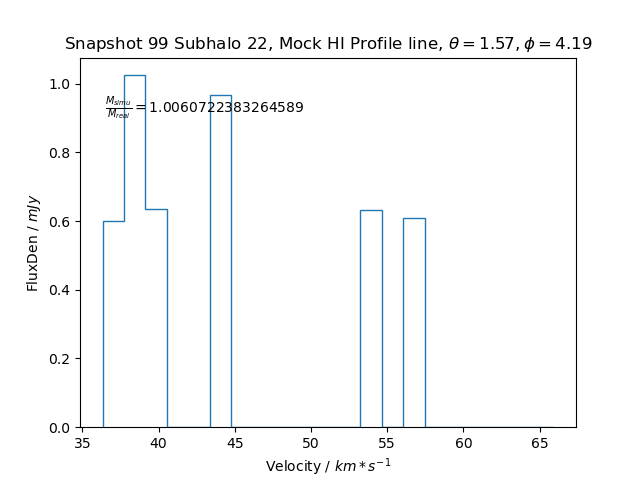 Snapshot 99 Subhalo 22, Mock HI Profile line, θ = 1.57, ϕ = 4.19
1.0
M_simu/M_real = 1.0060722383264589
0.8
0.6
0.4
0.2
0.0
FluxDen / mJy
35 40 45 50 55 60 65
Velocity / km * s⁻¹